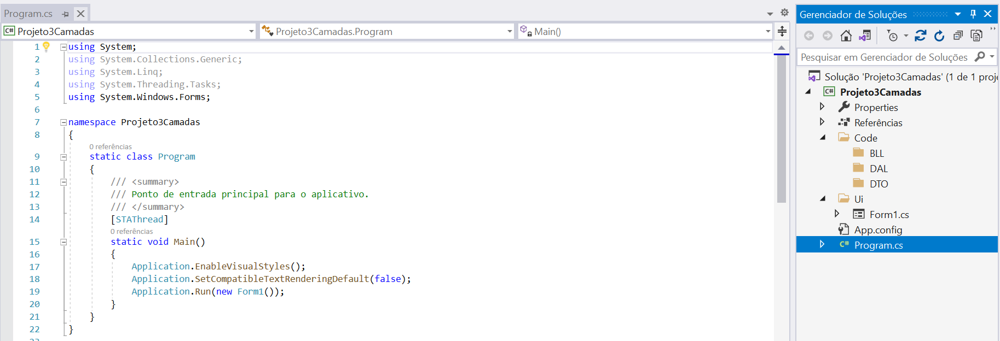 Program.cs
C# Projeto3Camadas
Projeto3Camadas.Program
Main()
1 using System;
2 using System.Collections.Generic;
3 using System.Linq;
4 using System.Threading.Tasks;
5 using System.Windows.Forms;
6
7 namespace Projeto3Camadas
8 {
0 referências
9 static class Program
10 {
11 /// <summary>
12 /// Ponto de entrada principal para o aplicativo.
13 /// </summary>
14 [STAThread]
0 referências
15 static void Main()
16 {
17 Application.EnableVisualStyles();
18 Application.SetCompatibleTextRenderingDefault(false);
19 Application.Run(new Form1());
20 }
21 }
22 }
Gerenciador de Soluções
Pesquisar em Gerenciador de Soluções
Solução 'Projeto3Camadas' (1 de 1 proje
C# Projeto3Camadas
Properties
Referências
Code
BLL
DAL
DTO
Ui
Form1.cs
App.config
C# Program.cs